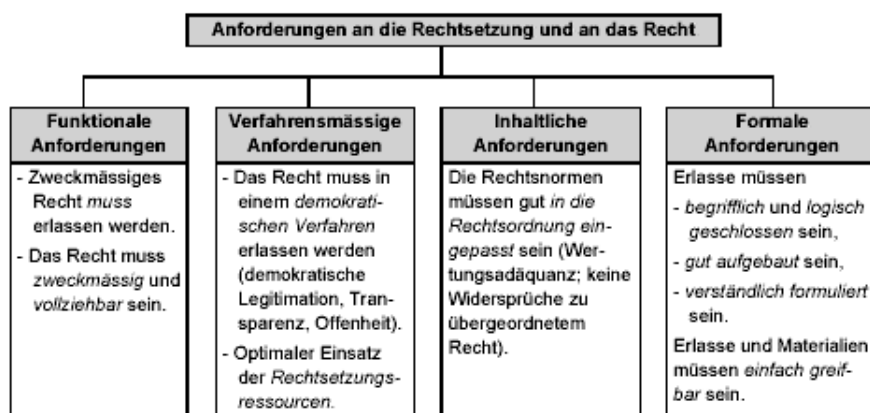 Anforderungen an die Rechtsetzung und an das Recht
Funktionale
Anforderungen
- Zweckmässiges
Recht muss
erlassen werden.
- Das Recht muss
zweckmässig und
vollziehbar sein.
Verfahrensmässige
Anforderungen
- Das Recht muss in
einem demokrati-
schen Verfahren
erlassen werden
(demokratische
Legitimation, Tran-
sparenz, Offenheit).
- Optimaler Einsatz
der Rechtsetzungs-
ressourcen.
Inhaltliche
Anforderungen
Die Rechtsnormen
müssen gut in die
Rechtsordnung ein-
gepasst sein (Wer-
tungsadäquanz; keine
Widersprüche zu
übergeordnetem
Recht).
Formale
Anforderungen
Erlasse müssen
- begrifflich und logisch
geschlossen sein,
- gut aufgebaut sein,
- verständlich formuliert
sein.
Erlasse und Materialien
müssen einfach greif-
bar sein.